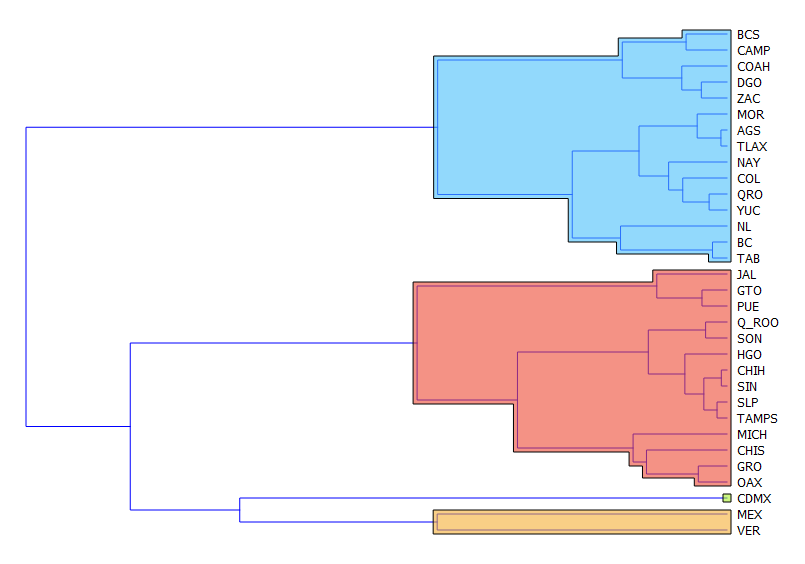 BCS
CAMP
COAH
DGO
ZAC
MOR
AGS
TLAX
NAY
COL
QRO
YUC
NL
BC
TAB
JAL
GTO
PUE
Q_ROO
SON
HGO
CHIH
SIN
SLP
TAMPS
MICH
CHIS
GRO
OAX
CDMX
MEX
VER